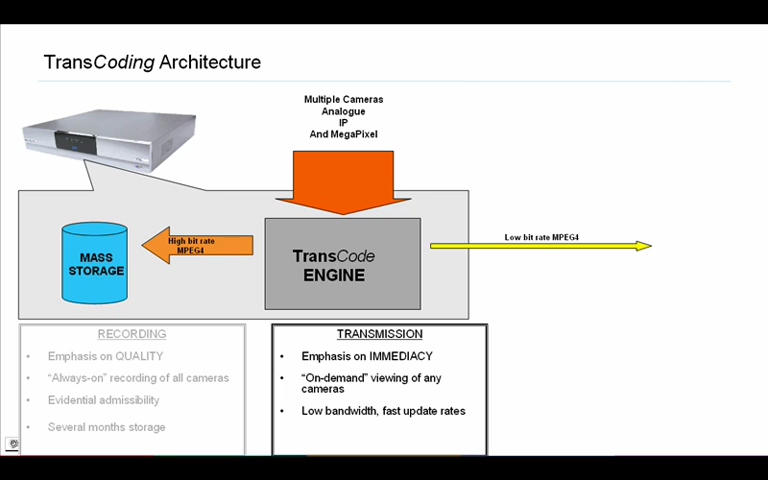 TransCoding Architecture
Multiple Cameras
Analogue
IP
And MegaPixel
High bit rate
MPEG4
Low bit rate MPEG4
MASS
STORAGE
TransCode
ENGINE
RECORDING
• Emphasis on QUALITY
• “Always-on” recording of all cameras
• Evidential admissibility
• Several months storage
TRANSMISSION
• Emphasis on IMMEDIACY
• “On-demand” viewing of any
cameras
• Low bandwidth, fast update rates